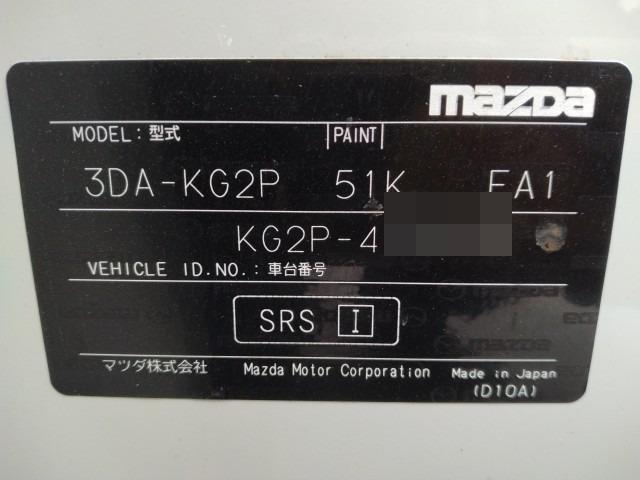 mazda
MODEL : 型式 PAINT
3DA-KG2P 51K EA1
KG2P-4
VEHICLE ID.NO. : 車台番号
SRS I
マツダ株式会社 Mazda Motor Corporation Made in Japan
(D10A)